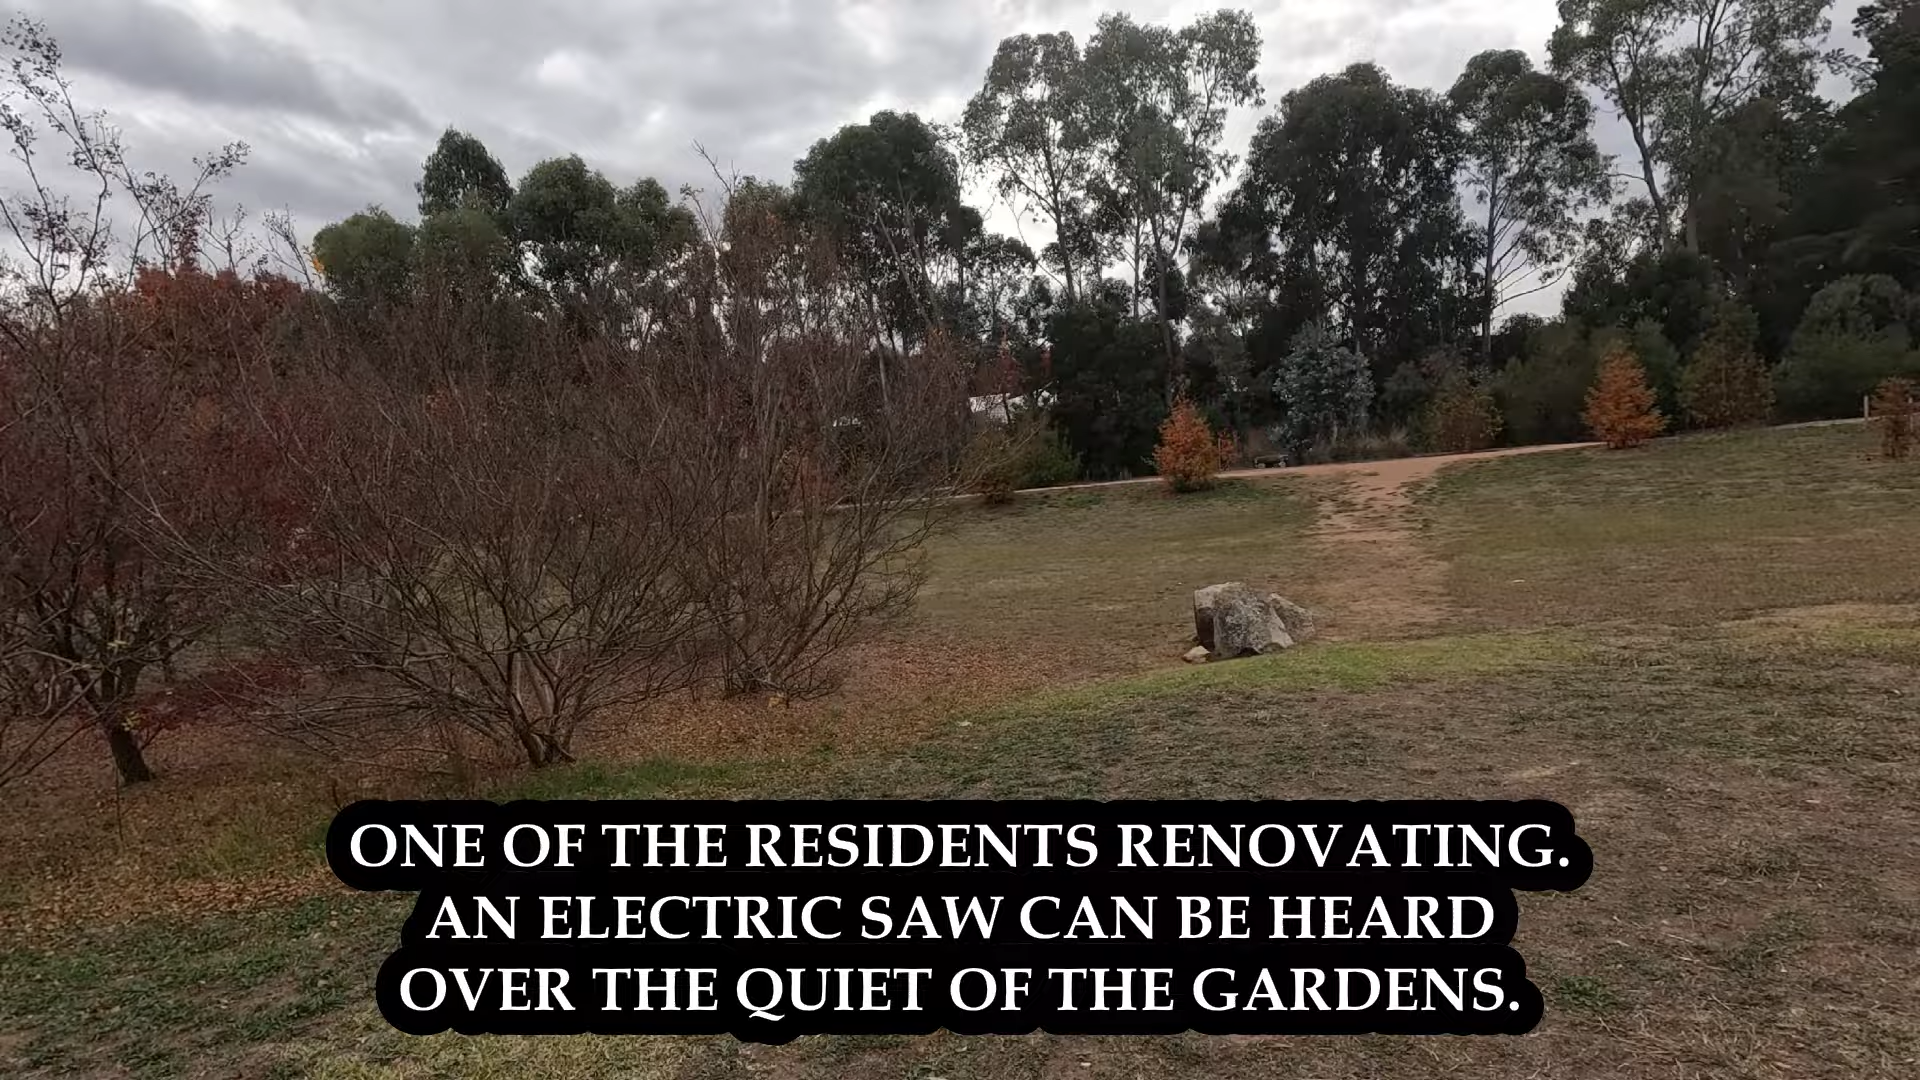 ONE OF THE RESIDENTS RENOVATING.
AN ELECTRIC SAW CAN BE HEARD
OVER THE QUIET OF THE GARDENS.